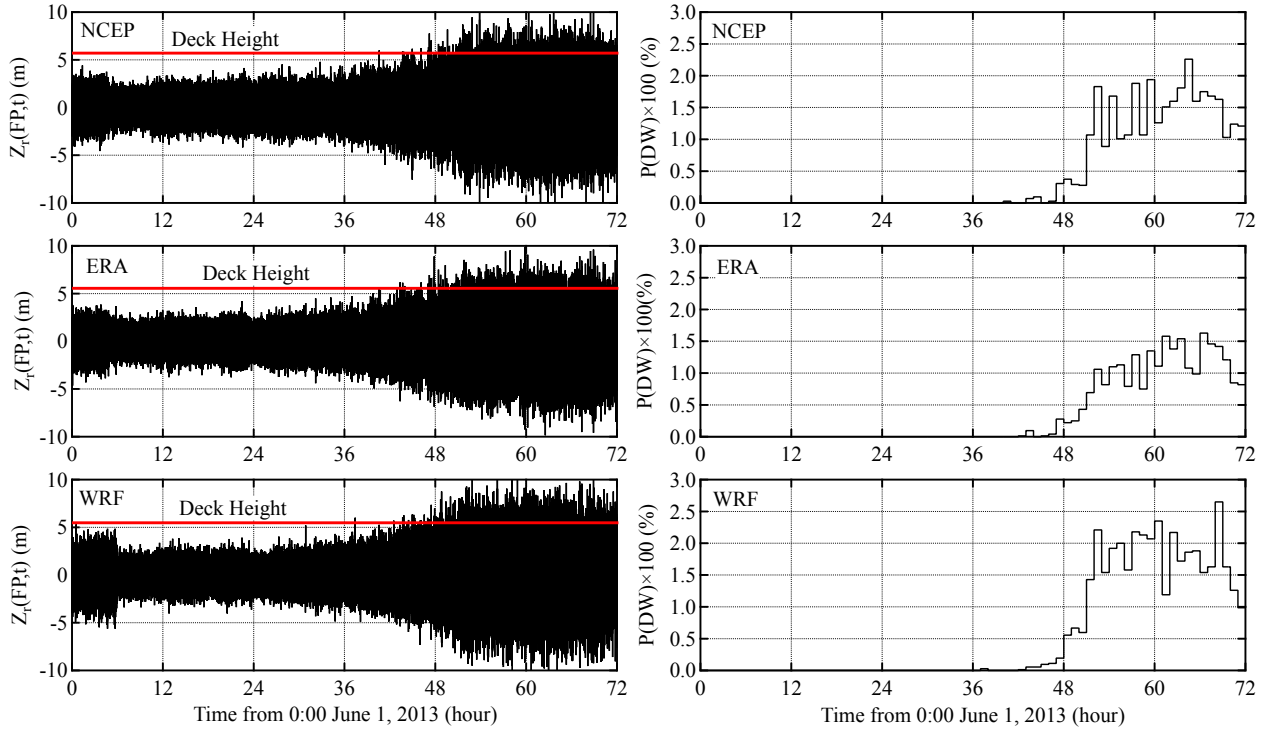 10
NCEP
Deck Height
5
0
-5
-10
Zr(FP,t) (m)
0 12 24 36 48 60 72
3.0
NCEP
2.5
2.0
1.5
1.0
0.5
0.0
P(DW)×100 (%)
0 12 24 36 48 60 72
10
ERA
Deck Height
5
0
-5
-10
Zr(FP,t) (m)
0 12 24 36 48 60 72
3.0
ERA
2.5
2.0
1.5
1.0
0.5
0.0
P(DW)×100(%)
0 12 24 36 48 60 72
10
WRF
Deck Height
5
0
-5
-10
Zr(FP,t) (m)
0 12 24 36 48 60 72
Time from 0:00 June 1, 2013 (hour)
3.0
WRF
2.5
2.0
1.5
1.0
0.5
0.0
P(DW)×100 (%)
0 12 24 36 48 60 72
Time from 0:00 June 1, 2013 (hour)